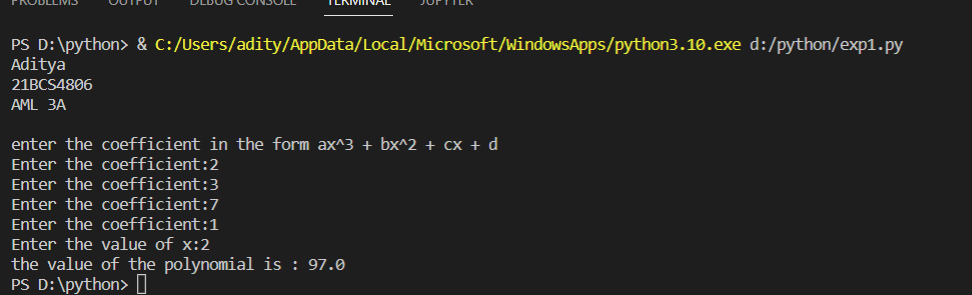 PROBLEMS OUTPUT DEBUG CONSOLE TERMINAL JUPYTER
PS D:\python> & C:/Users/adity/AppData/Local/Microsoft/WindowsApps/python3.10.exe d:/python/exp1.py
Aditya
21BCS4806
AML 3A
enter the coefficient in the form ax^3 + bx^2 + cx + d
Enter the coefficient:2
Enter the coefficient:3
Enter the coefficient:7
Enter the coefficient:1
Enter the value of x:2
the value of the polynomial is : 97.0
PS D:\python>